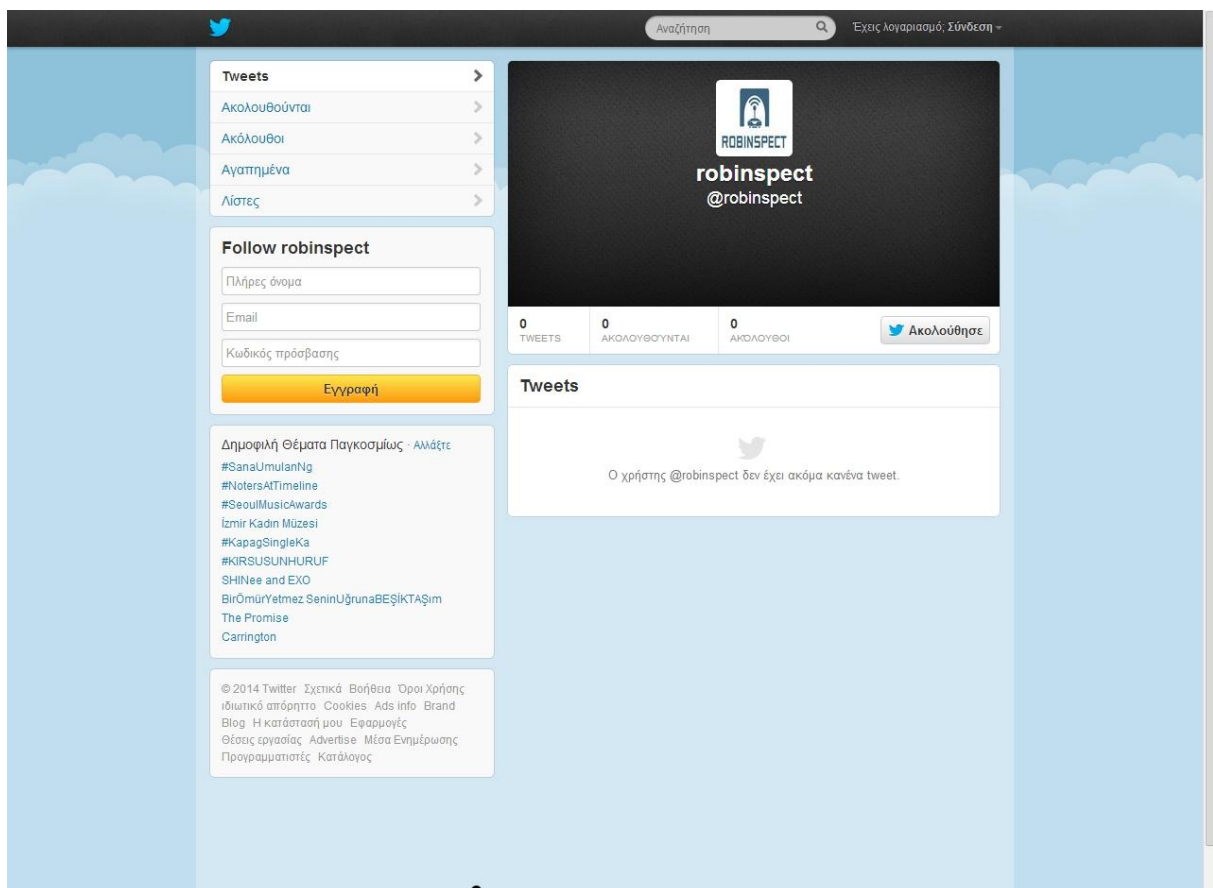 Αναζήτηση
Έχεις λογαριασμό; Σύνδεση
Tweets
Ακολουθούνται
Ακόλουθοι
Αγαπημένα
Λίστες
Follow robinspect
Πλήρες όνομα
Email
Κωδικός πρόσβασης
Εγγραφή
Δημοφιλή Θέματα Παγκοσμίως · Αλλάξτε
#SanaUmulanNg
#NotersAtTimeline
#SeoulMusicAwards
İzmir Kadın Müzesi
#KapagSingleKa
#KIRSUSUNHURUF
SHINee and EXO
BirÖmürYetmez SeninUğrunaBEŞİKTAŞım
The Promise
Carrington
© 2014 Twitter Σχετικά Βοήθεια Όροι Χρήσης
ιδιωτικό απόρητο Cookies Ads info Brand
Blog Η κατάστασή μου Εφαρμογές
Θέσεις εργασίας Advertise Μέσα Ενημέρωσης
Προγραμματιστές Κατάλογος
ROBINSPECT
robinspect
@robinspect
0 0 0
TWEETS ΑΚΟΛΟΥΘΟΎΝΤΑΙ ΑΚΌΛΟΥΘΟΙ
Ακολούθησε
Tweets
Ο χρήστης @robinspect δεν έχει ακόμα κανένα tweet.